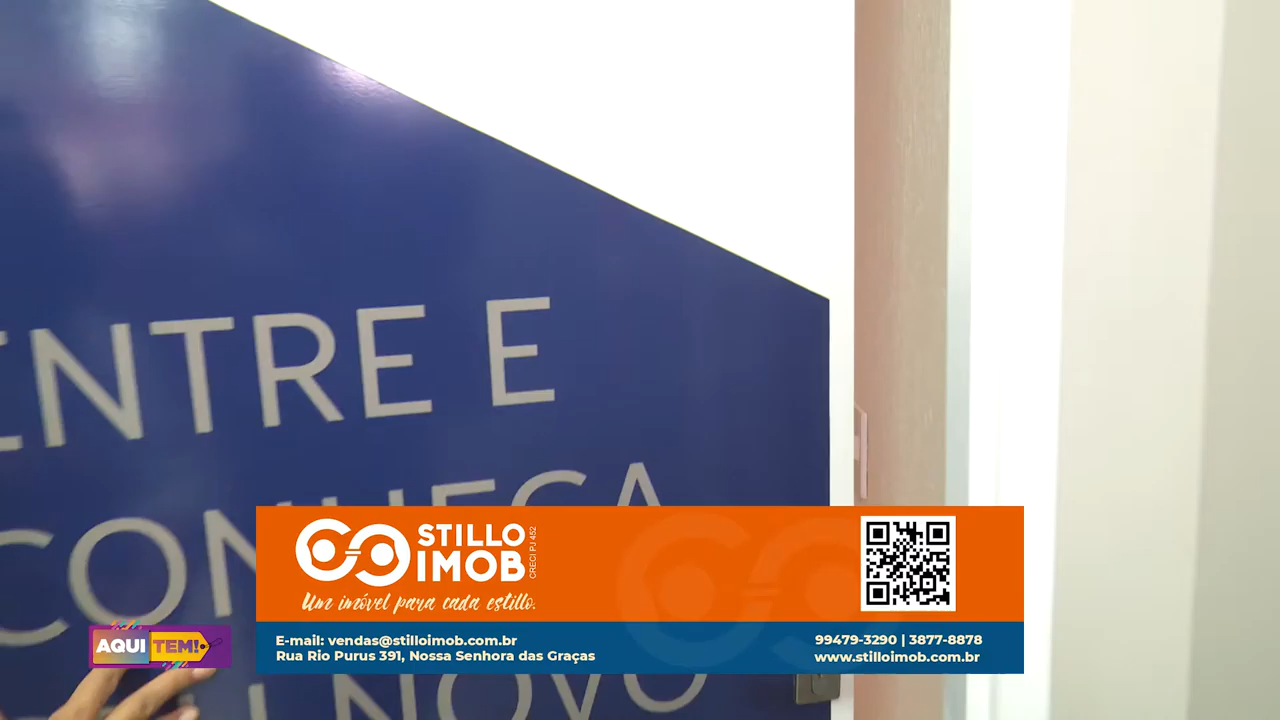 ENTRE E
CONHEÇA
NOVO
STILLO
IMOB
CRECI PJ 452
Um imóvel para cada estillo.
AQUI TEM!
E-mail: vendas@stilloimob.com.br
Rua Rio Purus 391, Nossa Senhora das Graças
99479-3290 | 3877-8878
www.stilloimob.com.br